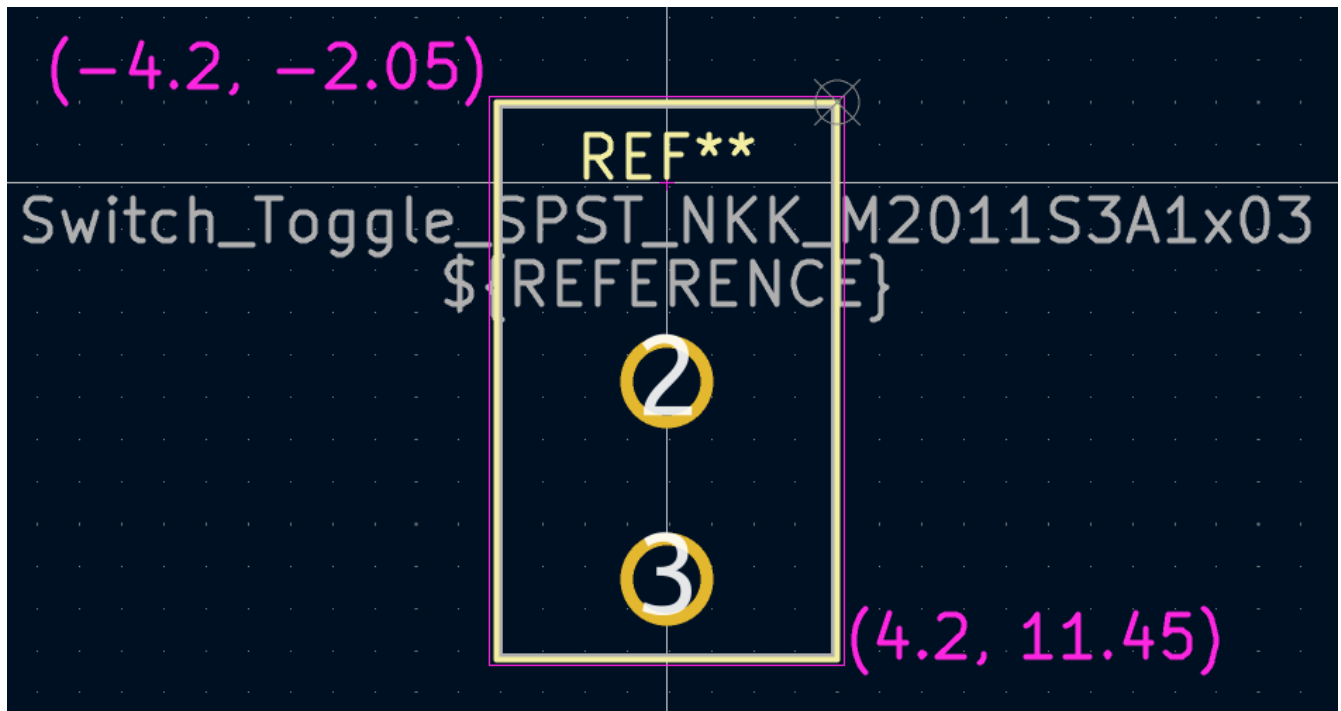 (-4.2, -2.05)
REF**
Switch_Toggle_SPST_NKK_M2011S3A1x03
${REFERENCE}
2
3
(4.2, 11.45)